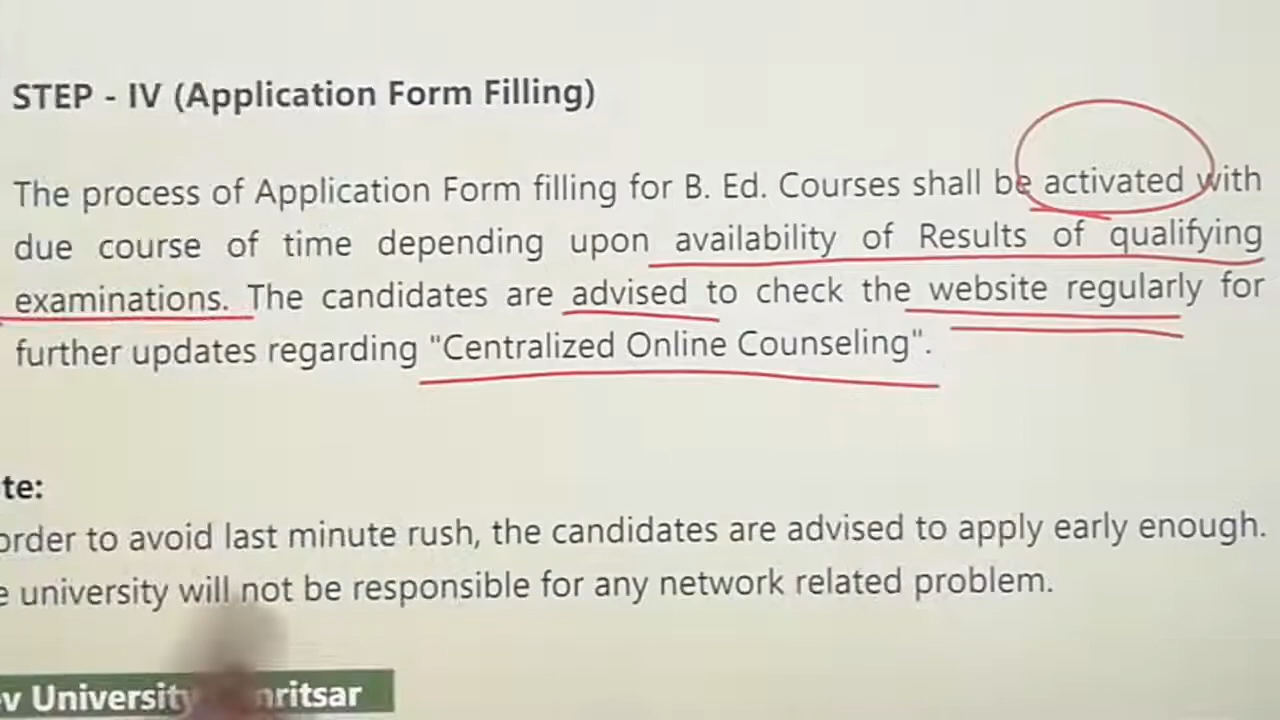 STEP - IV (Application Form Filling)
The process of Application Form filling for B. Ed. Courses shall be activated with
due course of time depending upon availability of Results of qualifying
examinations. The candidates are advised to check the website regularly for
further updates regarding "Centralized Online Counseling".
te:
order to avoid last minute rush, the candidates are advised to apply early enough.
e university will not be responsible for any network related problem.
v University ritsar